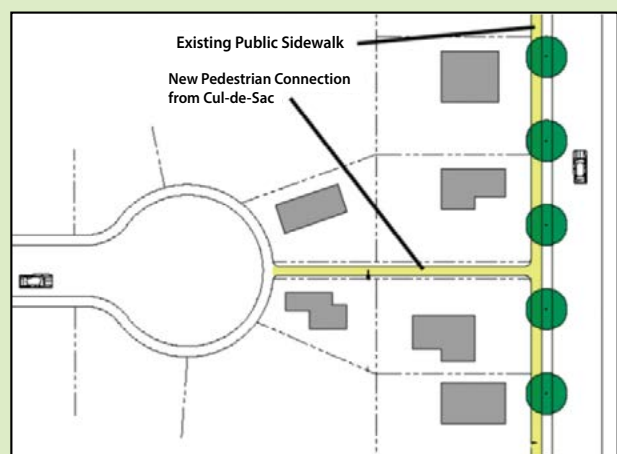 Existing Public Sidewalk
New Pedestrian Connection
from Cul-de-Sac